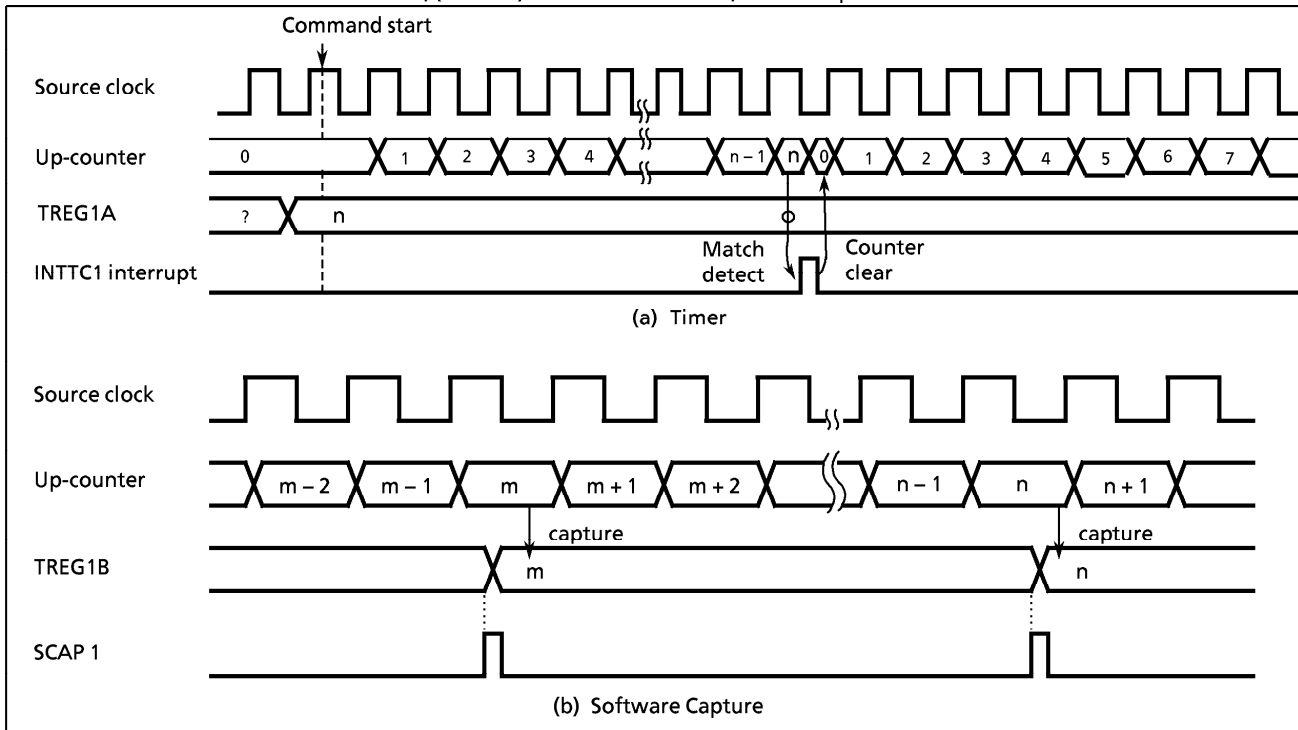 Command start
Source clock
Up-counter 0 1 2 3 4 n – 1 n 0 1 2 3 4 5 6 7
TREG1A ? n
Match detect
Counter clear
INTTC1 interrupt
(a) Timer
Source clock
Up-counter m – 2 m – 1 m m + 1 m + 2 n – 1 n n + 1
capture capture
TREG1B m n
SCAP 1
(b) Software Capture